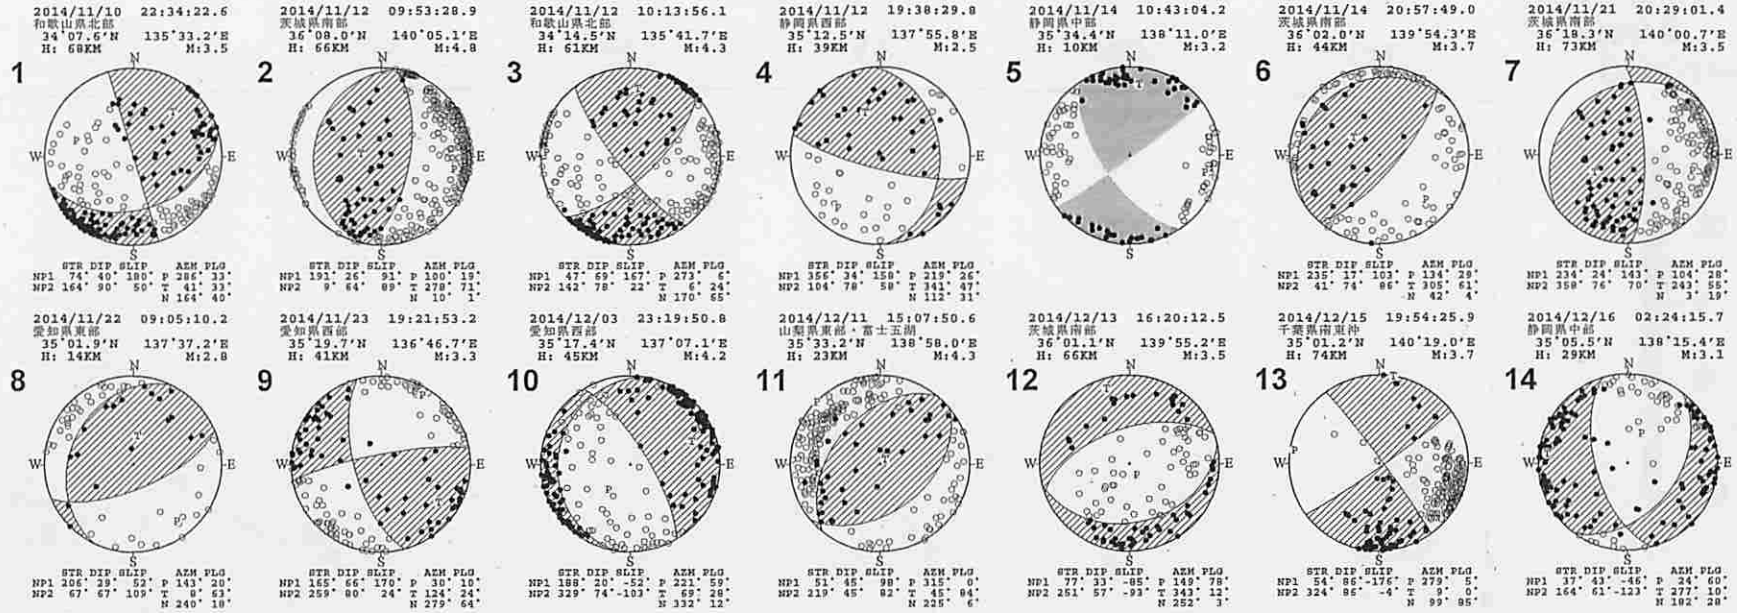 2014/11/10 22:34:22.6
和歌山県北部
34°07.6'N 135°33.2'E
H: 68KM M:3.5
1
N
W E
S
T
P
STR DIP SLIP AZM PLG
NP1 74° 40° 180° P 286° 33°
NP2 164° 90° 50° T 41° 33°
N 164° 40°
2014/11/12 09:53:28.9
茨城県南部
36°08.0'N 140°05.1'E
H: 66KM M:4.8
2
N
W E
S
T
P
STR DIP SLIP AZM PLG
NP1 191° 26° 91° P 100° 19°
NP2 9° 64° 89° T 278° 71°
N 10° 1°
2014/11/12 10:13:56.1
和歌山県北部
34°14.5'N 135°41.7'E
H: 61KM M:4.3
3
N
W E
S
T
P
STR DIP SLIP AZM PLG
NP1 47° 69° 167° P 273° 6°
NP2 142° 78° 22° T 6° 24°
N 170° 65°
2014/11/12 19:38:29.8
静岡県西部
35°12.5'N 137°55.8'E
H: 39KM M:2.5
4
N
W E
S
T
P
STR DIP SLIP AZM PLG
NP1 356° 34° 158° P 219° 26°
NP2 104° 78° 58° T 341° 47°
N 112° 31°
2014/11/14 10:43:04.2
静岡県中部
35°34.4'N 138°11.0'E
H: 10KM M:3.2
5
N
W E
S
T
P
2014/11/14 20:57:49.0
茨城県南部
36°02.0'N 139°54.3'E
H: 44KM M:3.7
6
N
W E
S
T
P
STR DIP SLIP AZM PLG
NP1 235° 17° 103° P 134° 29°
NP2 41° 74° 86° T 305° 61°
N 42° 4°
2014/11/21 20:29:01.4
茨城県南部
36°18.3'N 140°00.7'E
H: 73KM M:3.5
7
N
W E
S
T
P
STR DIP SLIP AZM PLG
NP1 234° 24° 143° P 104° 28°
NP2 358° 76° 70° T 243° 55°
N 3° 19°
2014/11/22 09:05:10.2
愛知県東部
35°01.9'N 137°37.2'E
H: 14KM M:2.8
8
N
W E
S
T
P
STR DIP SLIP AZM PLG
NP1 206° 29° 52° P 143° 20°
NP2 67° 67° 109° T 8° 63°
N 240° 18°
2014/11/23 19:21:53.2
愛知県西部
35°19.7'N 136°46.7'E
H: 41KM M:3.3
9
N
W E
S
P
T
STR DIP SLIP AZM PLG
NP1 165° 66° 170° P 30° 10°
NP2 259° 80° 24° T 124° 24°
N 279° 64°
2014/12/03 23:19:50.8
愛知県西部
35°17.4'N 137°07.1'E
H: 45KM M:4.2
10
N
W E
S
T
P
STR DIP SLIP AZM PLG
NP1 188° 20° -52° P 221° 59°
NP2 329° 74° -103° T 69° 28°
N 332° 12°
2014/12/11 15:07:50.6
山梨県東部・富士五湖
35°33.2'N 138°58.0'E
H: 23KM M:4.3
11
N
W E
S
P
T
STR DIP SLIP AZM PLG
NP1 51° 45° 98° P 315° 0°
NP2 219° 45° 82° T 45° 84°
N 225° 6°
2014/12/13 16:20:12.5
茨城県南部
36°01.1'N 139°55.2'E
H: 66KM M:3.5
12
N
W E
S
T
P
STR DIP SLIP AZM PLG
NP1 77° 33° -85° P 149° 78°
NP2 251° 57° -93° T 343° 12°
N 252° 3°
2014/12/15 19:54:25.9
千葉県南東沖
35°01.2'N 140°19.0'E
H: 74KM M:3.7
13
N
W E
S
T
P
STR DIP SLIP AZM PLG
NP1 54° 86° -176° P 279° 5°
NP2 324° 86° -4° T 9° 0°
N 99° 85°
2014/12/16 02:24:15.7
静岡県中部
35°05.5'N 138°15.4'E
H: 29KM M:3.1
14
N
W E
S
P
T
STR DIP SLIP AZM PLG
NP1 37° 43° -46° P 24° 60°
NP2 164° 61° -123° T 277° 10°
N 182° 28°